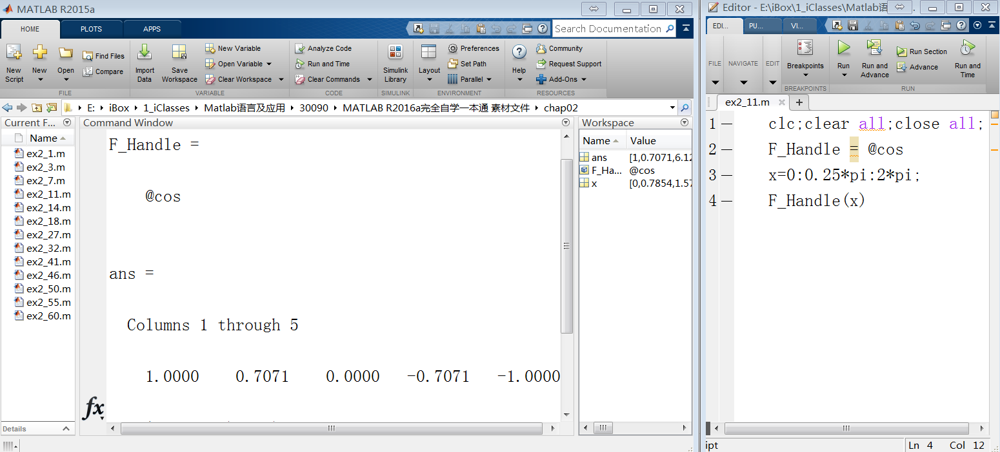 MATLAB R2015a
HOME PLOTS APPS Search Documentation
New Script New Open Find Files Compare
Import Data Save Workspace New Variable Open Variable Clear Workspace
Analyze Code Run and Time Clear Commands
Simulink Library Layout Preferences Set Path Parallel
Help Community Request Support Add-Ons
FILE VARIABLE CODE SIMULINK ENVIRONMENT RESOURCES
E: iBox 1_iClasses Matlab语言及应用 30090 MATLAB R2016a完全自学一本通 素材文件 chap02
Current F...
Name
ex2_1.m
ex2_3.m
ex2_7.m
ex2_11.m
ex2_14.m
ex2_18.m
ex2_27.m
ex2_32.m
ex2_41.m
ex2_46.m
ex2_50.m
ex2_55.m
ex2_60.m
Details
Command Window
F_Handle =
@cos
ans =
Columns 1 through 5
1.0000 0.7071 0.0000 -0.7071 -1.0000
fx
Workspace
Name Value
ans [1,0.7071,6.12
F_Ha... @cos
x [0,0.7854,1.57
Editor - E:\iBox\1_iClasses\Matlab语
EDI... PU... VI...
FILE NAVIGATE EDIT Breakpoints Run Run and Advance Run Section Advance Run and Time
BREAKPOINTS RUN
ex2_11.m
1 clc;clear all;close all;
2 F_Handle = @cos
3 x=0:0.25*pi:2*pi;
4 F_Handle(x)
ipt Ln 4 Col 12